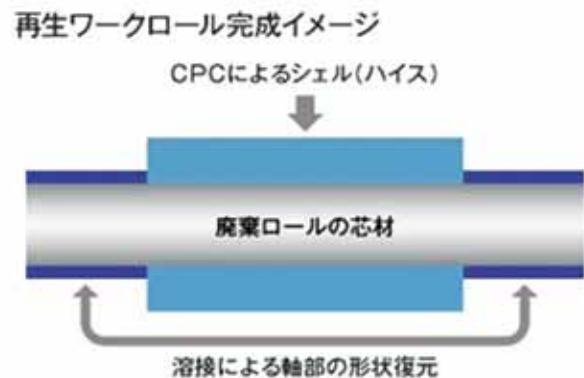 再生ワークロール完成イメージ
CPCによるシェル(ハイス)
廃棄ロールの芯材
溶接による軸部の形状復元